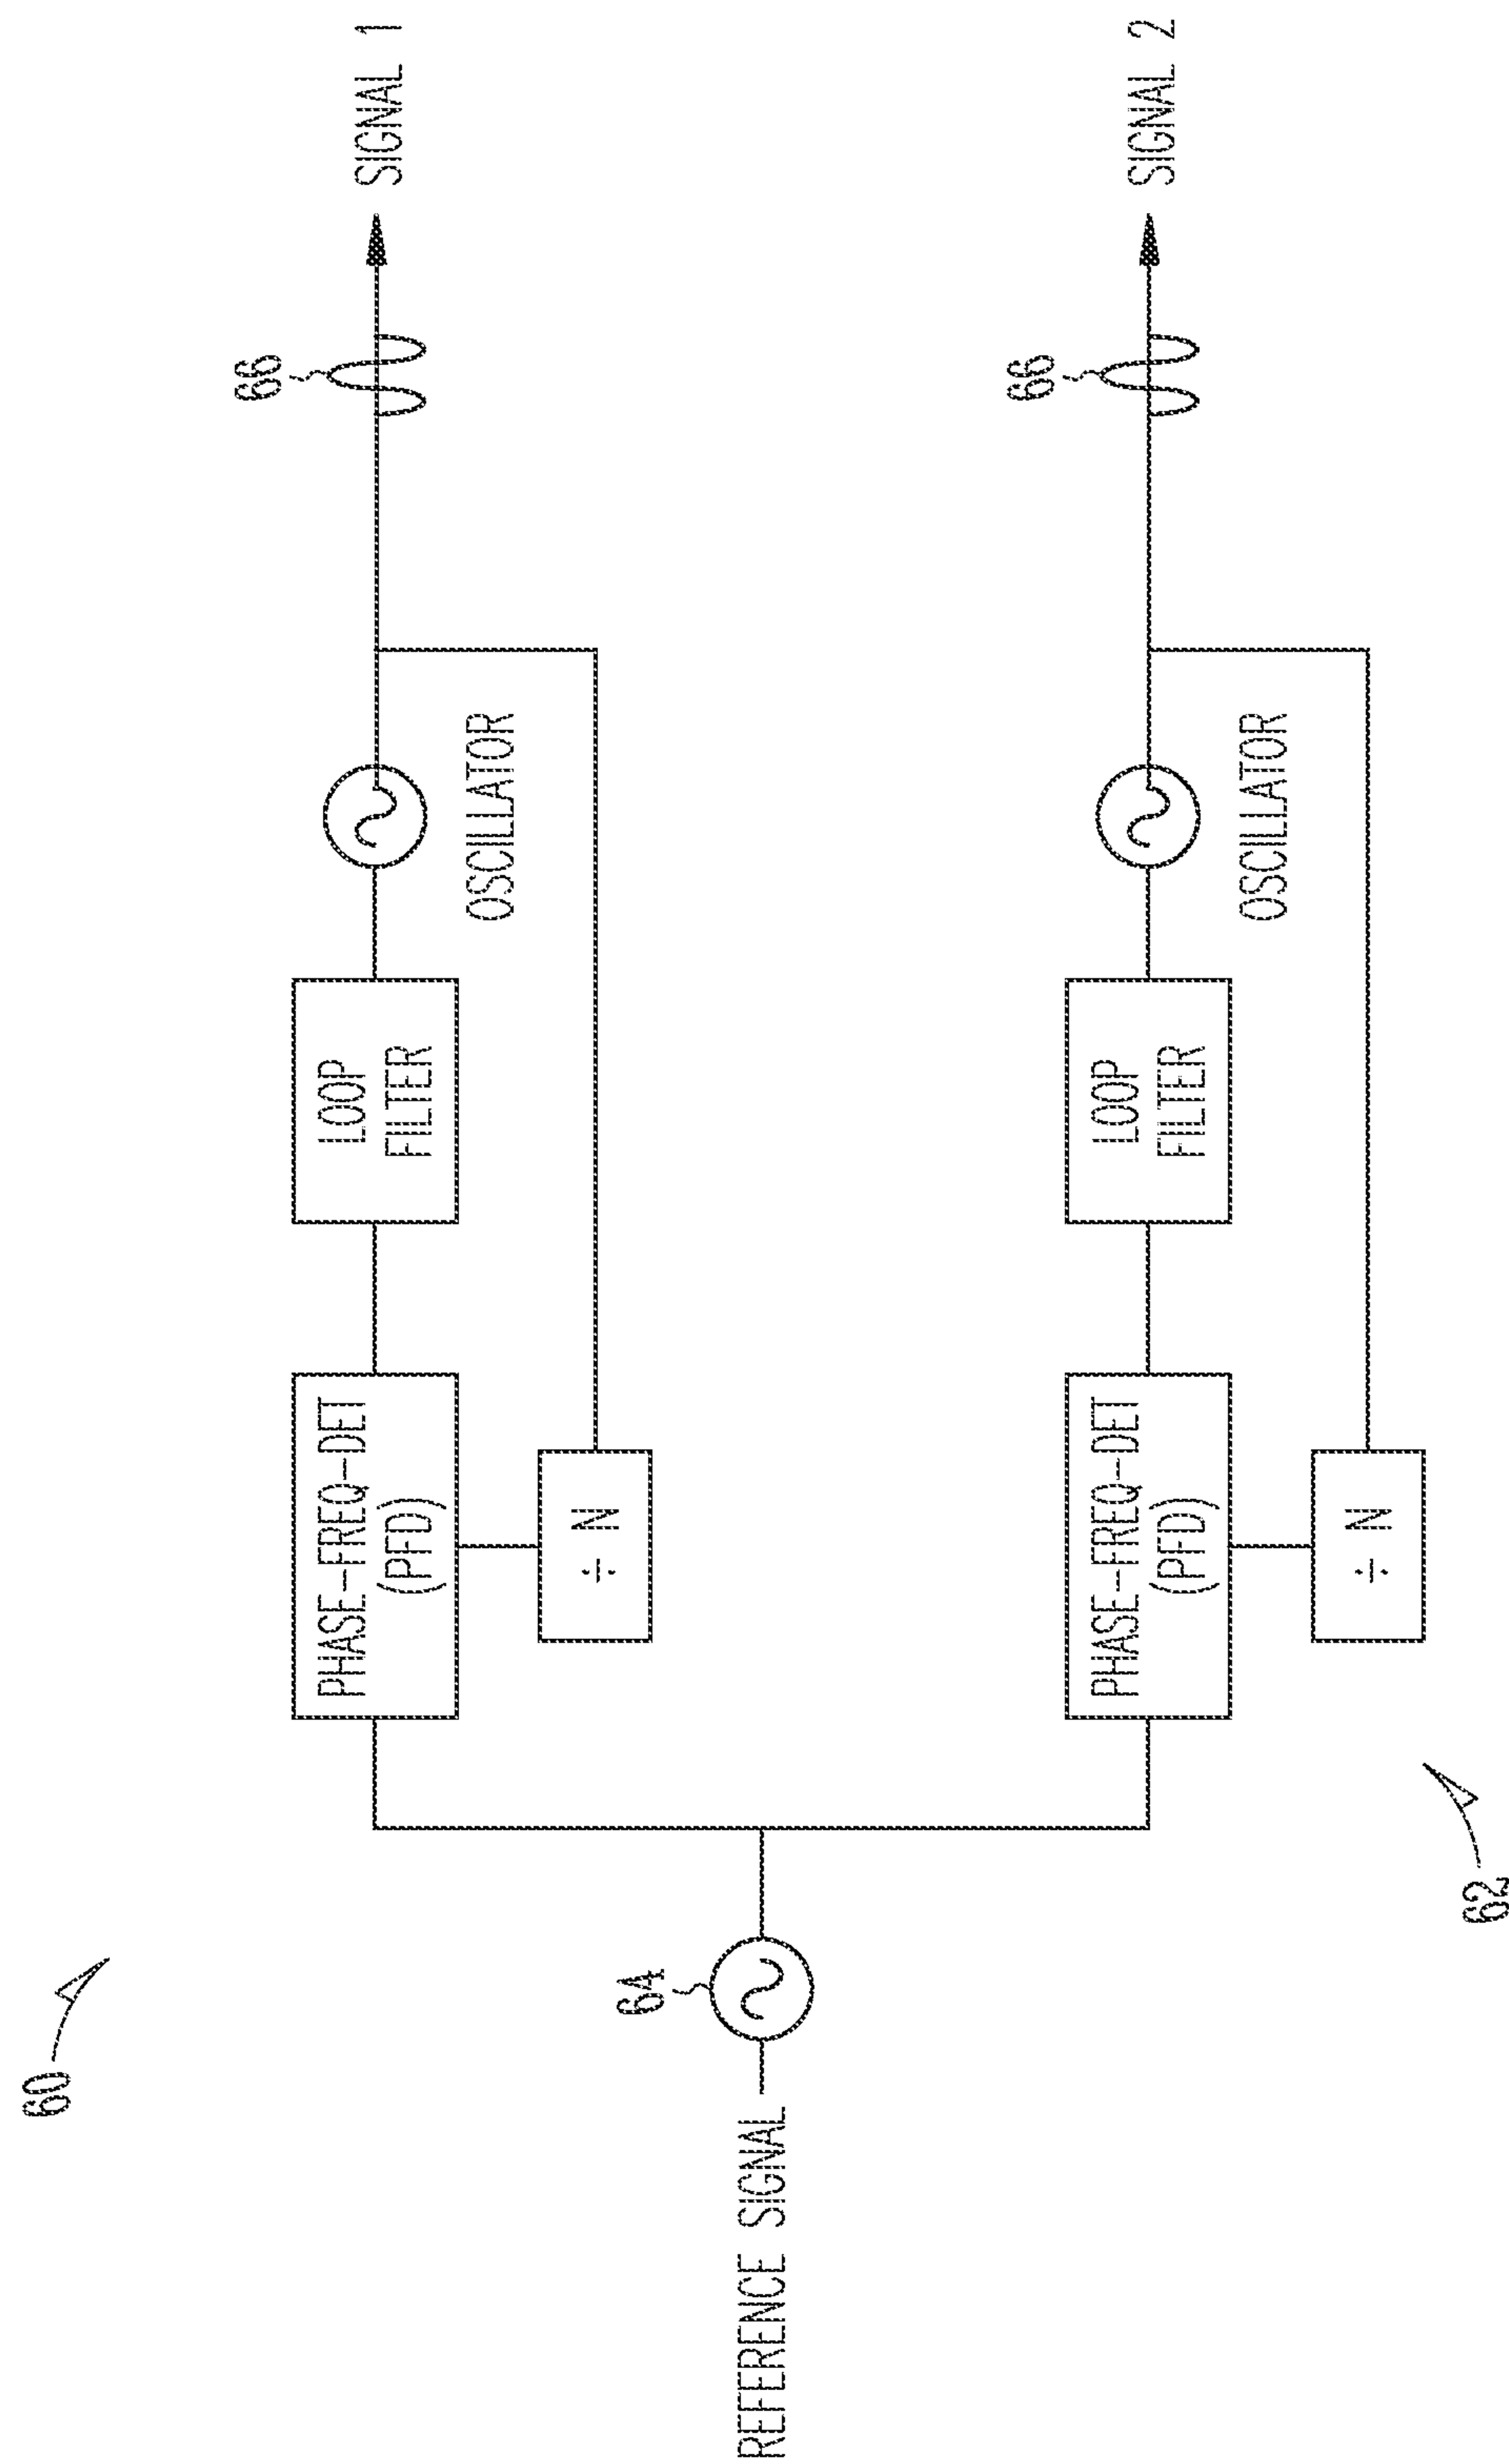 60
REFERENCE SIGNAL
64
PHASE-FREQ-DET
(PFD)
÷ N
LOOP
FILTER
OSCILLATOR
66
SIGNAL 1
62
PHASE-FREQ-DET
(PFD)
÷ N
LOOP
FILTER
OSCILLATOR
66
SIGNAL 2